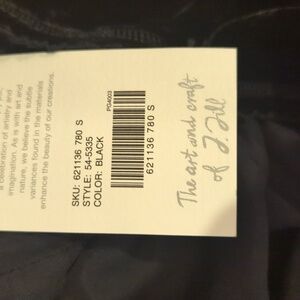 a celebration of artistry and
imagination. As is with art and
nature, we believe the subtle
variances found in the materials
enhance the beauty of our creations.
SKU: 621136 780 S
STYLE: 54-5335
COLOR: BLACK
PG4003
621136 780 S
The art and craft
of J.Jill